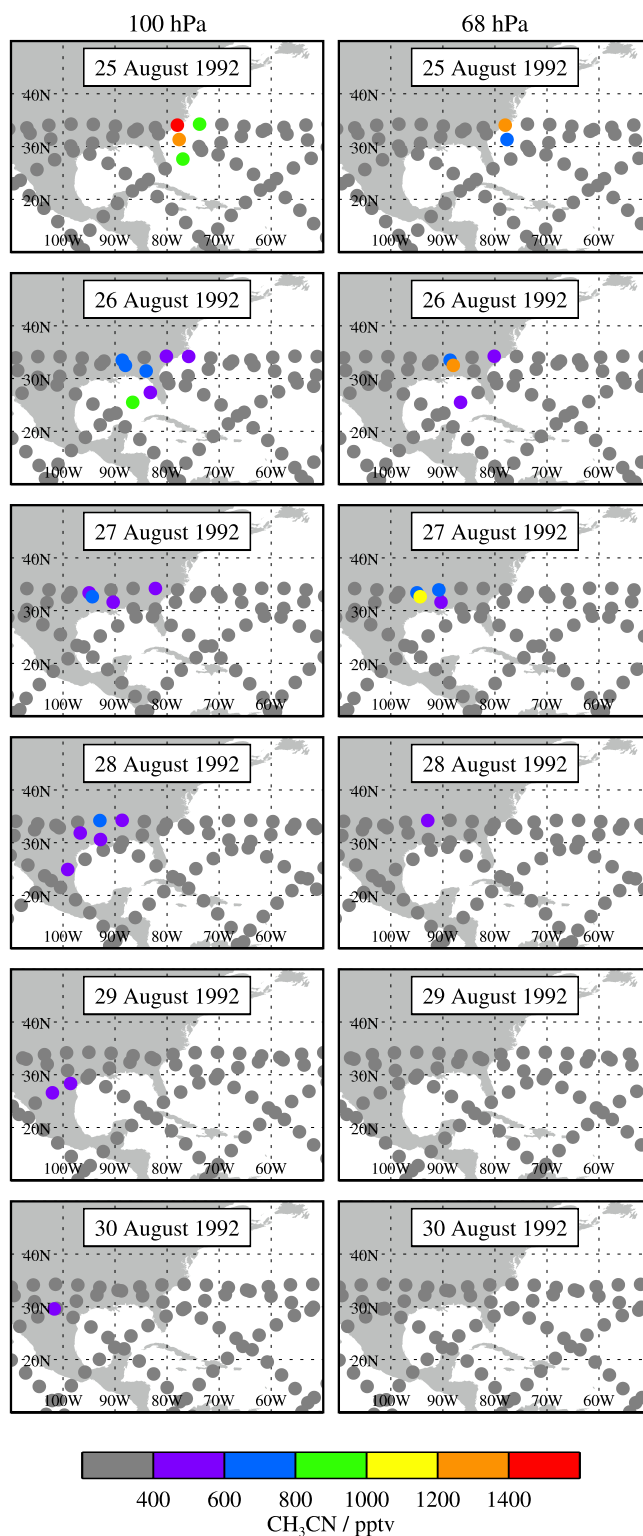 100 hPa 68 hPa
25 August 1992 25 August 1992
40N 40N
30N 30N
20N 20N
100W 90W 80W 70W 60W 100W 90W 80W 70W 60W
26 August 1992 26 August 1992
40N 40N
30N 30N
20N 20N
100W 90W 80W 70W 60W 100W 90W 80W 70W 60W
27 August 1992 27 August 1992
40N 40N
30N 30N
20N 20N
100W 90W 80W 70W 60W 100W 90W 80W 70W 60W
28 August 1992 28 August 1992
40N 40N
30N 30N
20N 20N
100W 90W 80W 70W 60W 100W 90W 80W 70W 60W
29 August 1992 29 August 1992
40N 40N
30N 30N
20N 20N
100W 90W 80W 70W 60W 100W 90W 80W 70W 60W
30 August 1992 30 August 1992
40N 40N
30N 30N
20N 20N
100W 90W 80W 70W 60W 100W 90W 80W 70W 60W
400 600 800 1000 1200 1400
CH₃CN / pptv